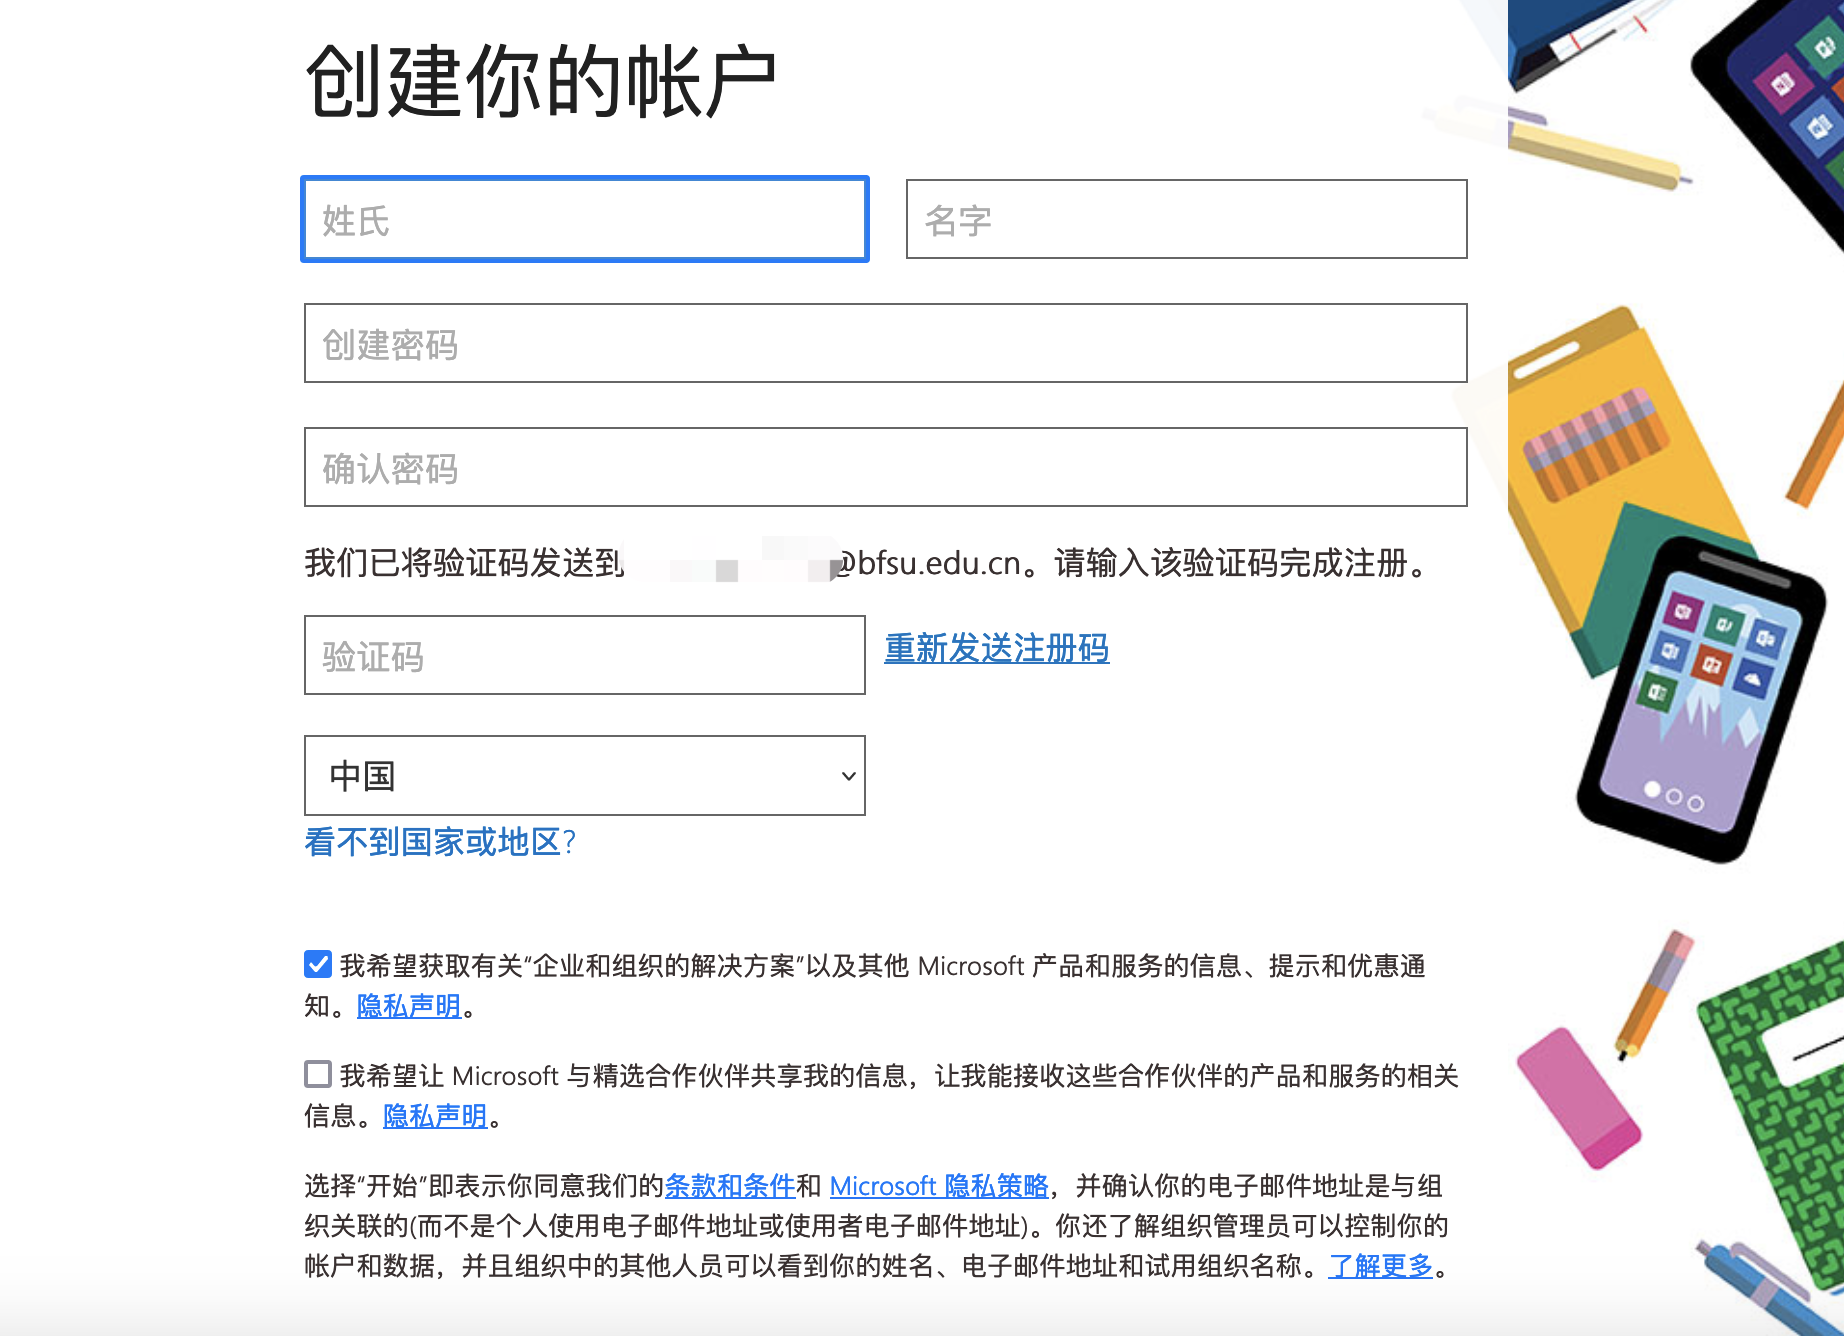 创建你的帐户
姓氏 名字
创建密码
确认密码
我们已将验证码发送到 @bfsu.edu.cn。请输入该验证码完成注册。
验证码 重新发送注册码
中国
看不到国家或地区?
我希望获取有关“企业和组织的解决方案”以及其他 Microsoft 产品和服务的信息、提示和优惠通
知。隐私声明。
我希望让 Microsoft 与精选合作伙伴共享我的信息，让我能接收这些合作伙伴的产品和服务的相关
信息。隐私声明。
选择“开始”即表示你同意我们的条款和条件和 Microsoft 隐私策略，并确认你的电子邮件地址是与组
织关联的(而不是个人使用电子邮件地址或使用者电子邮件地址)。你还了解组织管理员可以控制你的
帐户和数据，并且组织中的其他人员可以看到你的姓名、电子邮件地址和试用组织名称。了解更多。